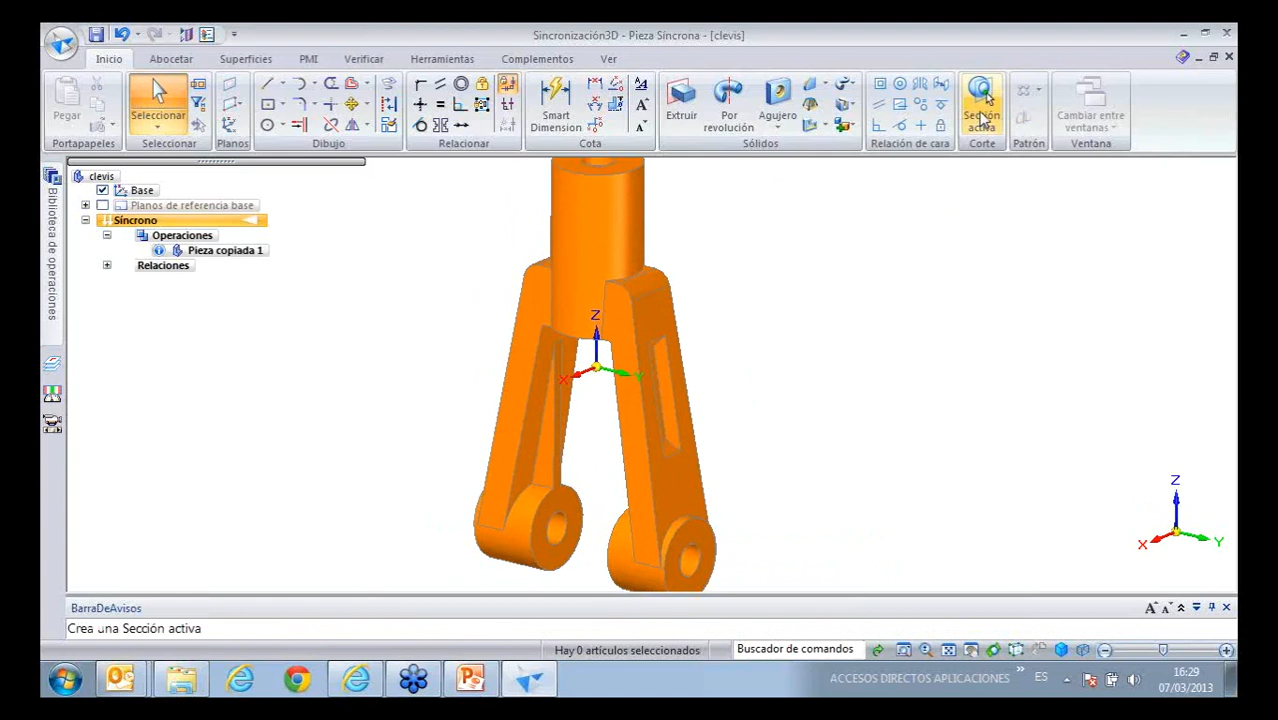 Sincronización3D - Pieza Síncrona - [clevis]
Inicio Abocetar Superficies PMI Verificar Herramientas Complementos Ver
Pegar
Seleccionar
Smart Dimension
Extruir
Por revolución
Agujero
Sección activa
Cambiar entre ventanas
Portapapeles Seleccionar Planos Dibujo Relacionar Cota Sólidos Relación de cara Corte Patrón Ventana
Biblioteca de operaciones
clevis
Base
Planos de referencia base
Síncrono
Operaciones
Pieza copiada 1
Relaciones
Z
X
Y
Z
X
Y
BarraDeAvisos
Crea una Sección activa
Hay 0 artículos seleccionados
Buscador de comandos
ACCESOS DIRECTOS APLICACIONES
ES
16:29
07/03/2013